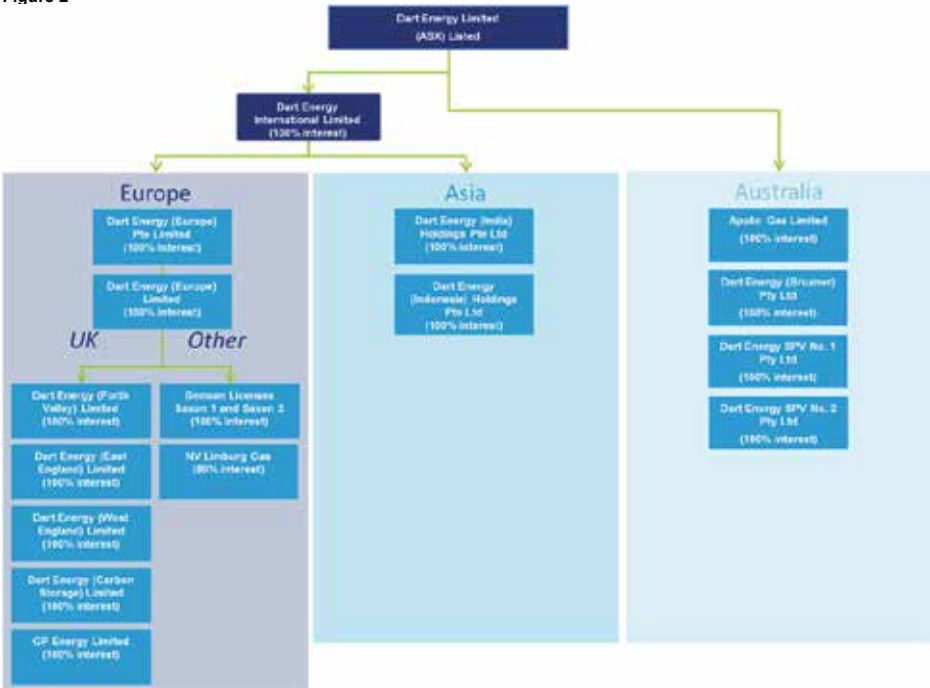 Figure 2
Dart Energy Limited
(ASX) Listed
Dart Energy
International Limited
(100% interest)
Europe
Dart Energy (Europe)
Pte Limited
(100% interest)
Dart Energy (Europe)
Limited
(100% interest)
UK
Other
Dart Energy (Forth
Valley) Limited
(100% interest)
Dart Energy (East
England) Limited
(100% interest)
Dart Energy (West
England) Limited
(100% interest)
Dart Energy (Carbon
Storage) Limited
(100% interest)
GP Energy Limited
(100% interest)
German Licenses
Saxon 1 and Saxon 2
(100% interest)
NV Limburg Gas
(80% interest)
Asia
Dart Energy (India)
Holdings Pte Ltd
(100% interest)
Dart Energy
(Indonesia) Holdings
Pte Ltd
(100% interest)
Australia
Apollo Gas Limited
(100% interest)
Dart Energy (Bruxner)
Pty Ltd
(100% interest)
Dart Energy SPV No. 1
Pty Ltd
(100% interest)
Dart Energy SPV No. 2
Pty Ltd
(100% interest)